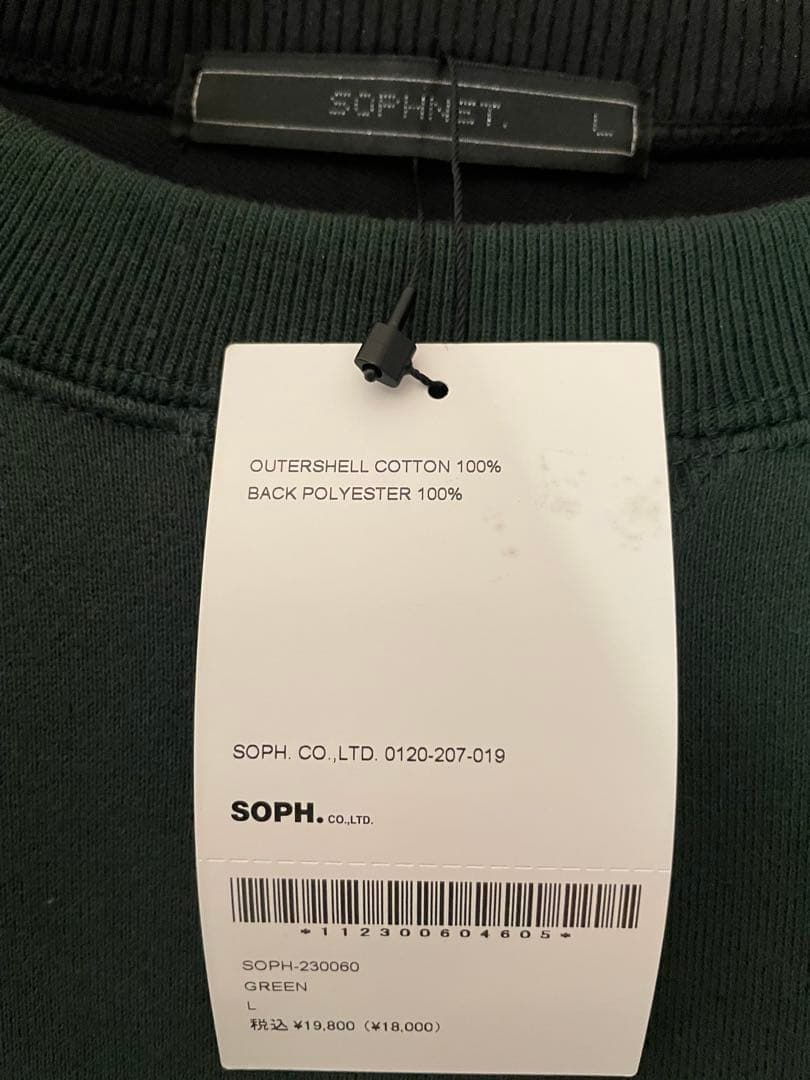 SOPHNET. L
OUTERSHELL COTTON 100%
BACK POLYESTER 100%
SOPH. CO.,LTD. 0120-207-019
SOPH. CO.,LTD.
*112300604605*
SOPH-230060
GREEN
L
税込 ¥19,800 (¥18,000)